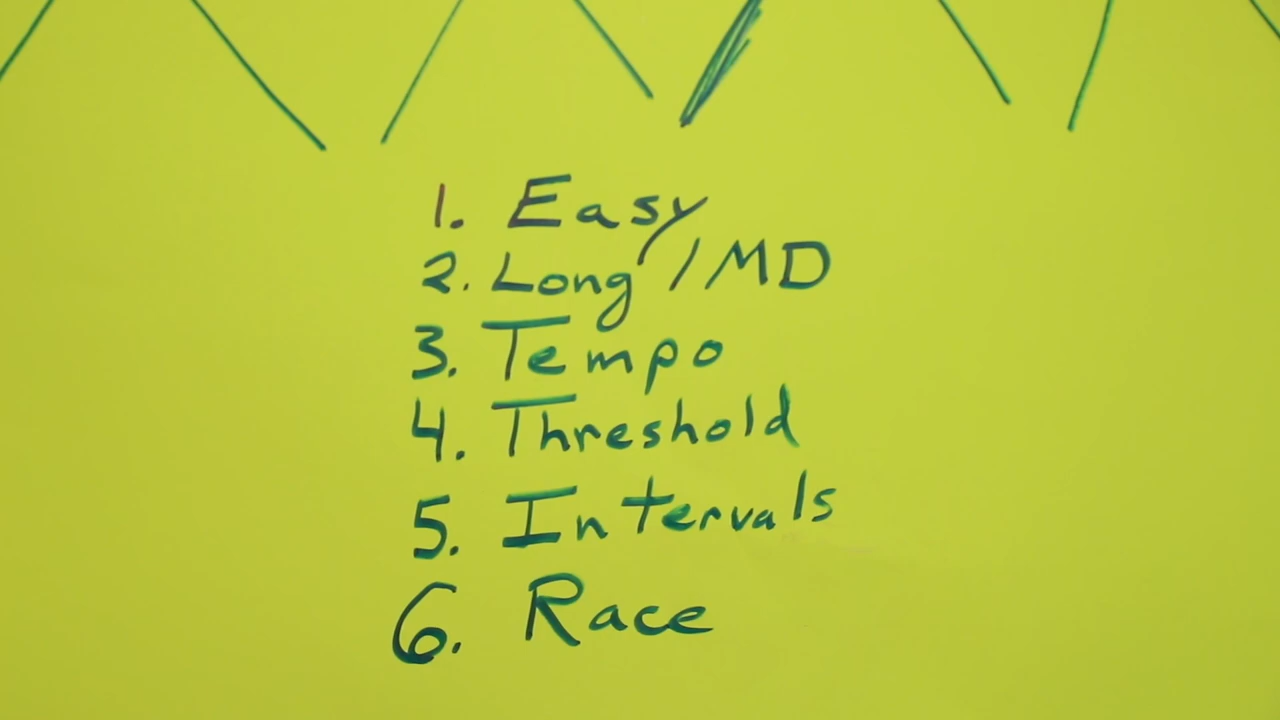 1. Easy
2. Long / MD
3. Tempo
4. Threshold
5. Intervals
6. Race